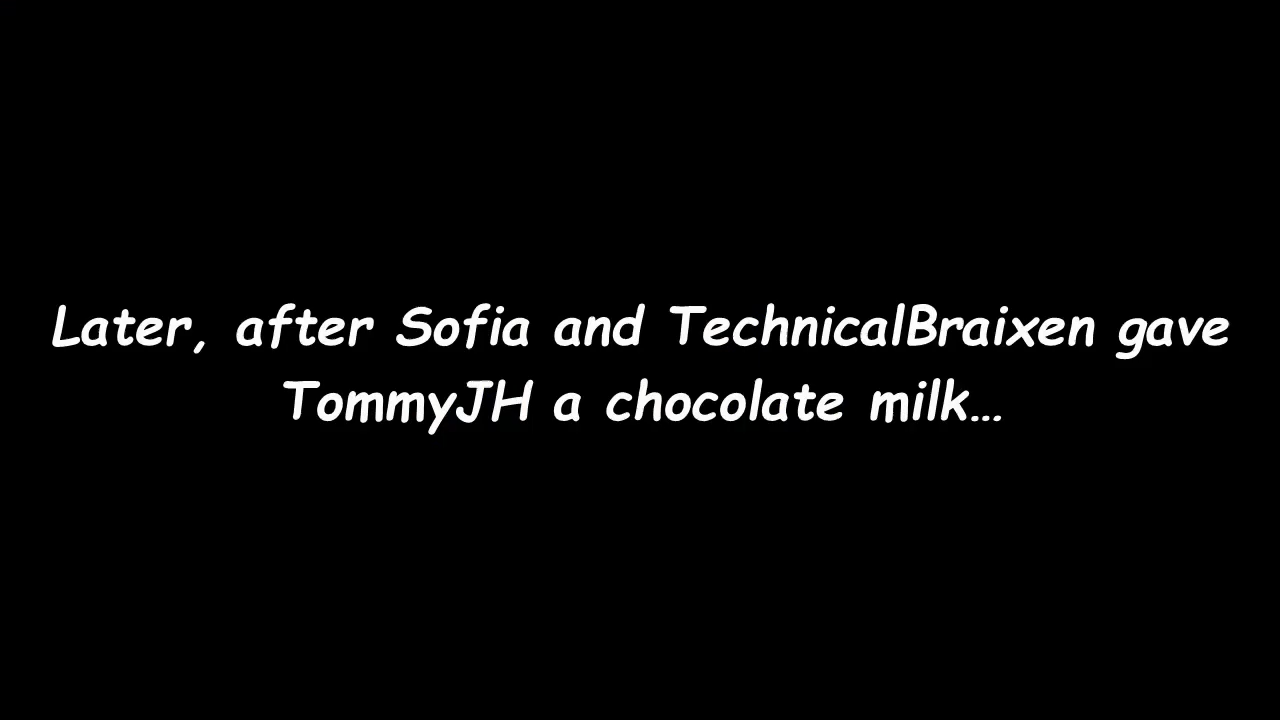 Later, after Sofia and TechnicalBraixen gave
TommyJH a chocolate milk...